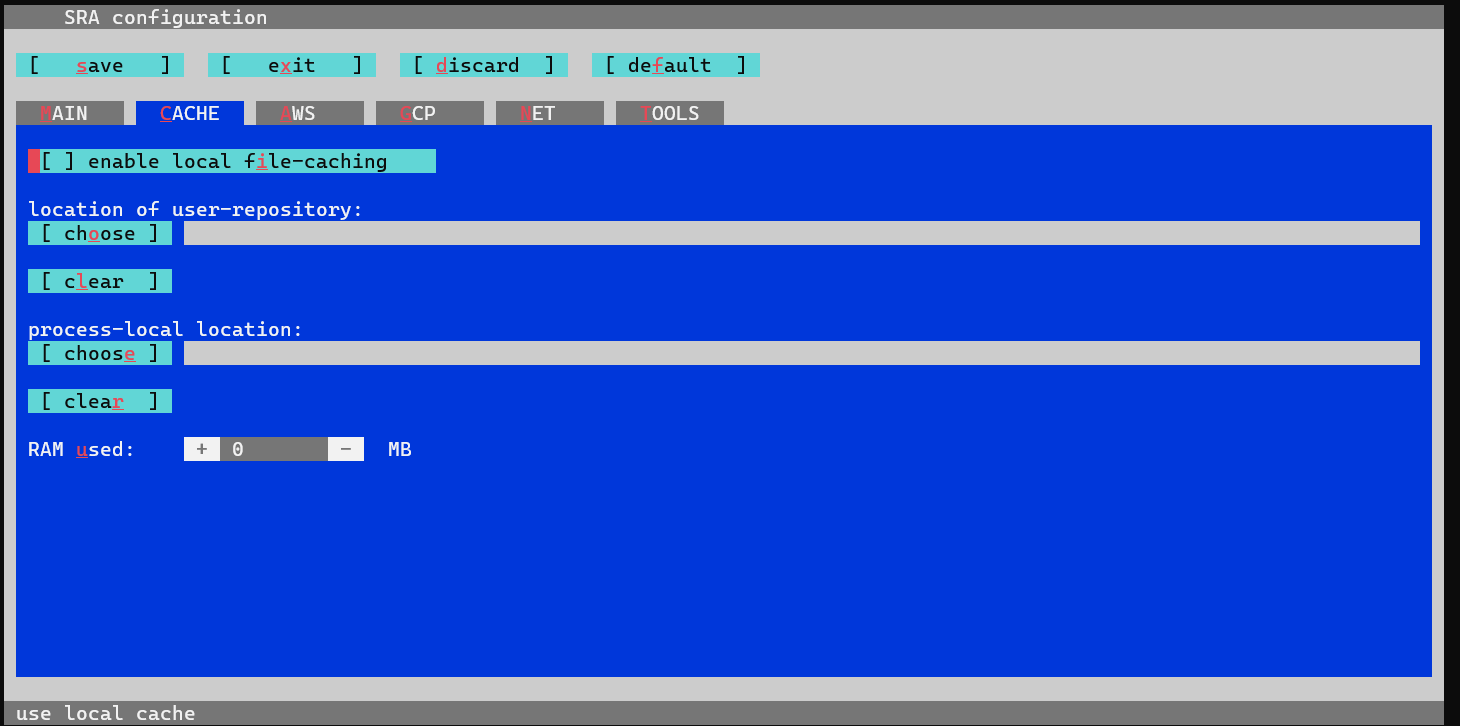 SRA configuration
[ save ] [ exit ] [ discard ] [ default ]
MAIN CACHE AWS GCP NET TOOLS
[ ] enable local file-caching
location of user-repository:
[ choose ]
[ clear ]
process-local location:
[ choose ]
[ clear ]
RAM used: + 0 - MB
use local cache